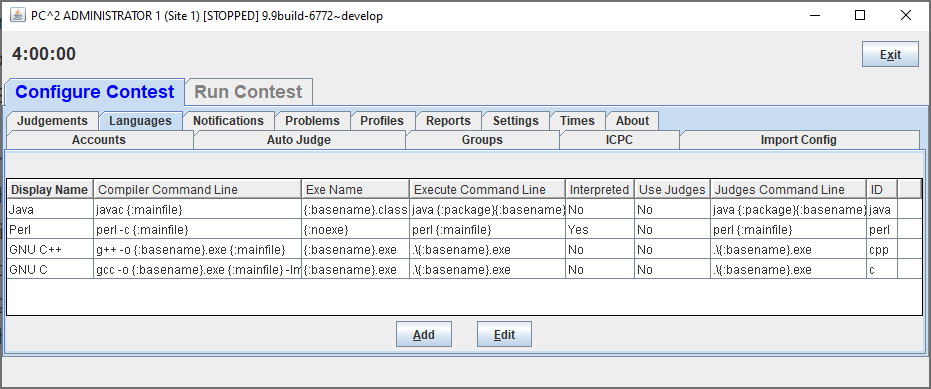 PC^2 ADMINISTRATOR 1 (Site 1) [STOPPED] 9.9build-6772~develop
4:00:00
Exit
Configure Contest Run Contest
Judgements Languages Notifications Problems Profiles Reports Settings Times About
Accounts Auto Judge Groups ICPC Import Config
Display Name Compiler Command Line Exe Name Execute Command Line Interpreted Use Judges Judges Command Line ID
Java javac {:mainfile} {:basename}.class java {:package}{:basename} No No java {:package}{:basename} java
Perl perl -c {:mainfile} {:noexe} perl {:mainfile} Yes No perl {:mainfile} perl
GNU C++ g++ -o {:basename}.exe {:mainfile} {:basename}.exe .\{:basename}.exe No No .\{:basename}.exe cpp
GNU C gcc -o {:basename}.exe {:mainfile} -lm {:basename}.exe .\{:basename}.exe No No .\{:basename}.exe c
Add Edit